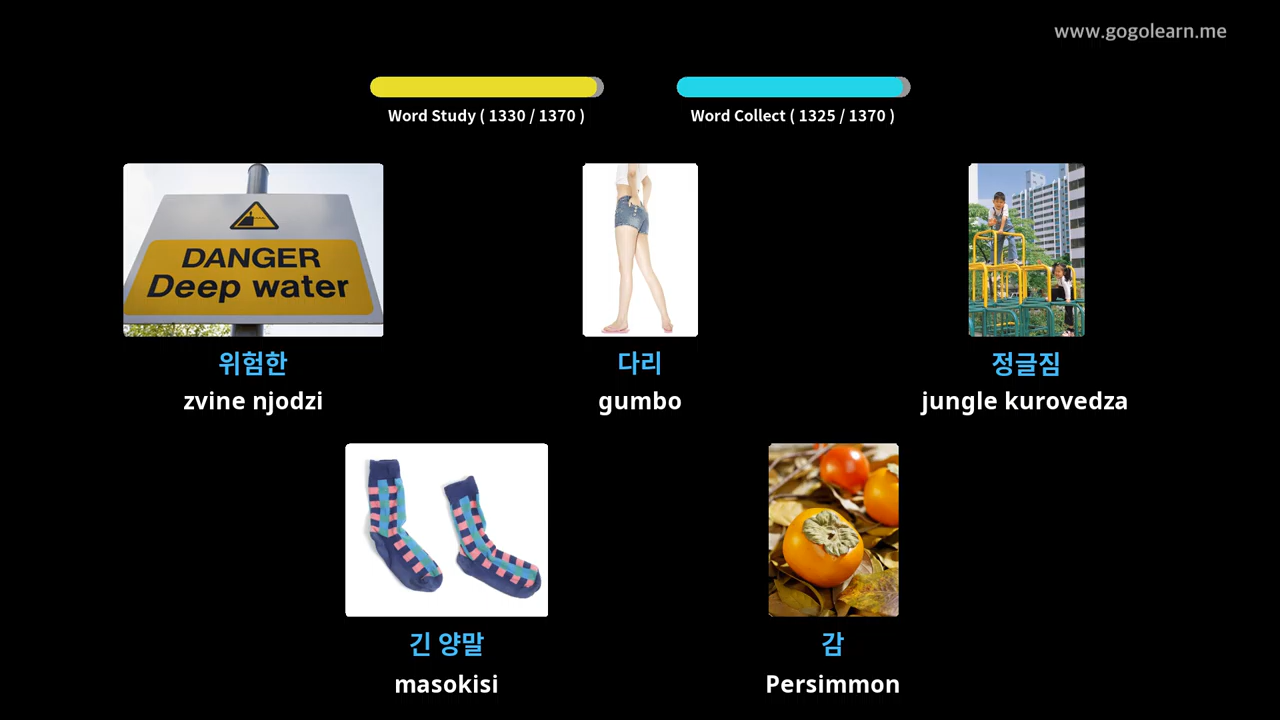 www.gogolearn.me
Word Study ( 1330 / 1370 )
Word Collect ( 1325 / 1370 )
DANGER
Deep water
위험한
zvine njodzi
다리
gumbo
정글짐
jungle kurovedza
긴 양말
masokisi
감
Persimmon